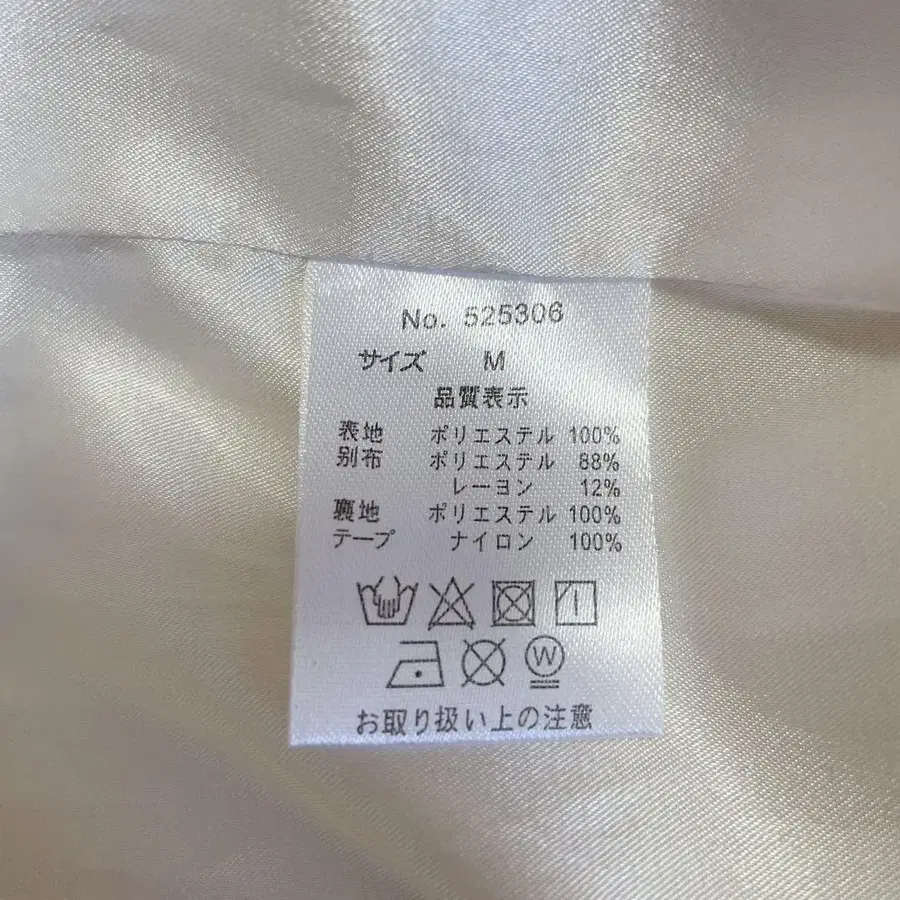 No. 525306
サイズ M
品質表示
表地 ポリエステル 100%
別布 ポリエステル 88%
レーヨン 12%
裏地 ポリエステル 100%
テープ ナイロン 100%
W
お取り扱い上の注意